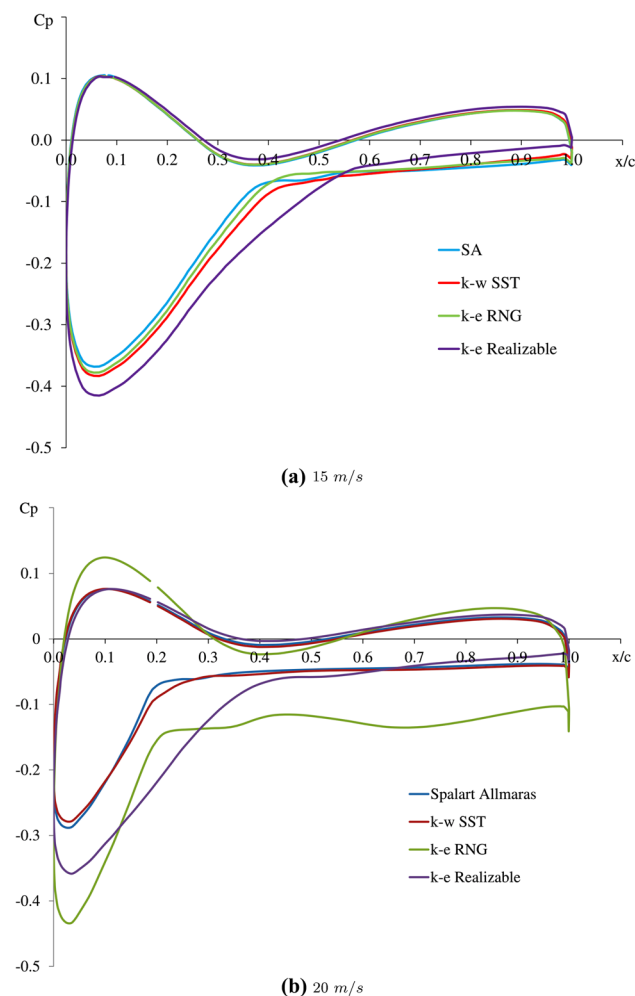 Cp
0.1
0.0
0.0 0.1 0.2 0.3 0.4 0.5 0.6 0.7 0.8 0.9 1.0 x/c
-0.1
-0.2
SA
k-w SST
-0.3
k-e RNG
k-e Realizable
-0.4
-0.5
(a) 15 m/s
Cp
0.2
0.1
0
0.0 0.1 0.2 0.3 0.4 0.5 0.6 0.7 0.8 0.9 1.0 x/c
-0.1
-0.2
Spalart Allmaras
k-w SST
-0.3
k-e RNG
k-e Realizable
-0.4
-0.5
(b) 20 m/s